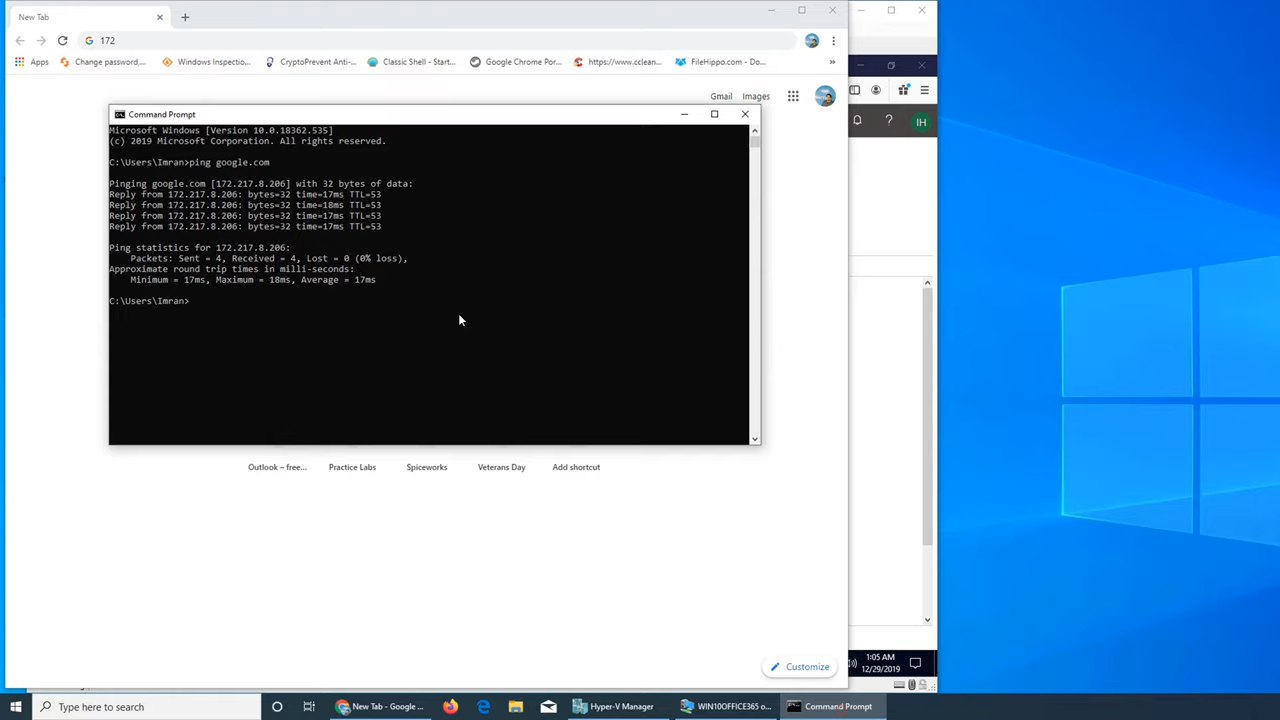 New Tab
172
Apps
Change password,...
Windows Inspectio...
CryptoPrevent Anti-...
Classic Shell - Start...
Google Chrome Por...
https://www.cclean...
FileHippo.com - Do...
»
Gmail
Images
IH
Command Prompt
Microsoft Windows [Version 10.0.18362.535]
(c) 2019 Microsoft Corporation. All rights reserved.
C:\Users\Imran>ping google.com
Pinging google.com [172.217.8.206] with 32 bytes of data:
Reply from 172.217.8.206: bytes=32 time=17ms TTL=53
Reply from 172.217.8.206: bytes=32 time=18ms TTL=53
Reply from 172.217.8.206: bytes=32 time=17ms TTL=53
Reply from 172.217.8.206: bytes=32 time=17ms TTL=53
Ping statistics for 172.217.8.206:
Packets: Sent = 4, Received = 4, Lost = 0 (0% loss),
Approximate round trip times in milli-seconds:
Minimum = 17ms, Maximum = 18ms, Average = 17ms
C:\Users\Imran>
Outlook – free...
Practice Labs
Spiceworks
Veterans Day
Add shortcut
Customize
1:05 AM
12/29/2019
Type here to search
New Tab - Google ...
Hyper-V Manager
WIN10OFFICE365 o...
Command Prompt